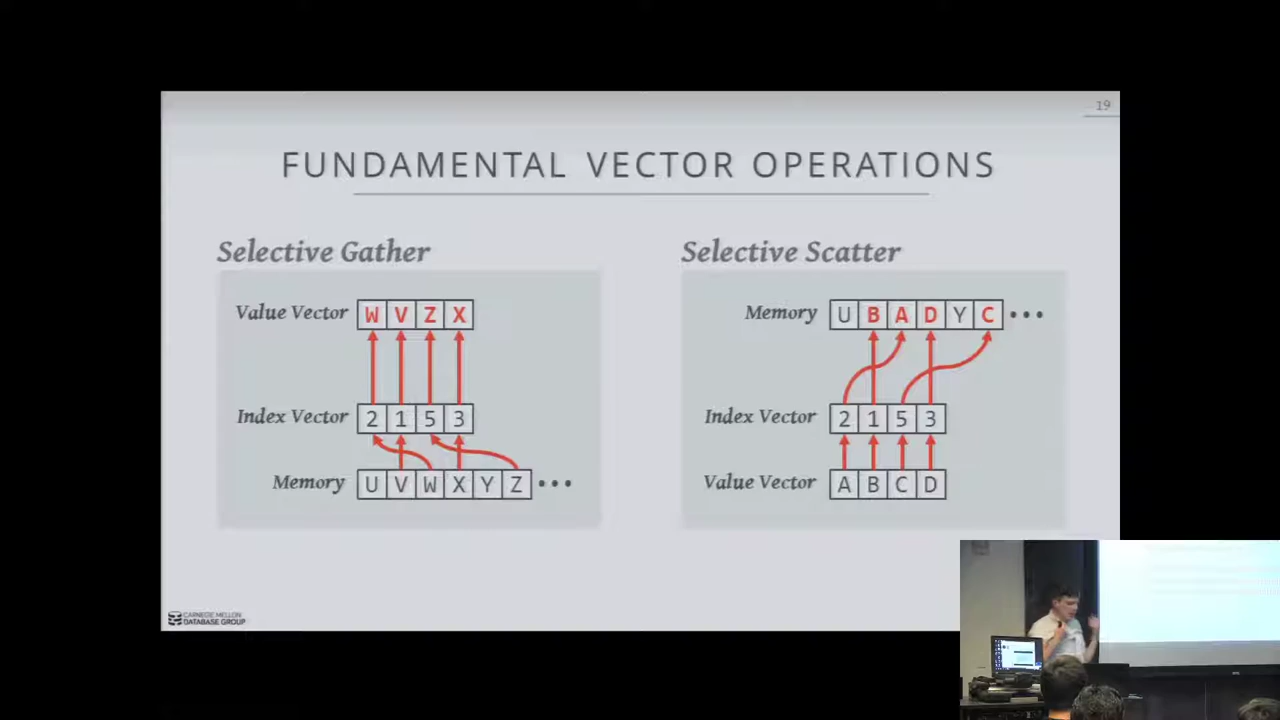 19
FUNDAMENTAL VECTOR OPERATIONS
Selective Gather
Value Vector W V Z X
Index Vector 2 1 5 3
Memory U V W X Y Z •••
Selective Scatter
Memory U B A D Y C •••
Index Vector 2 1 5 3
Value Vector A B C D
CARNEGIE MELLON
DATABASE GROUP